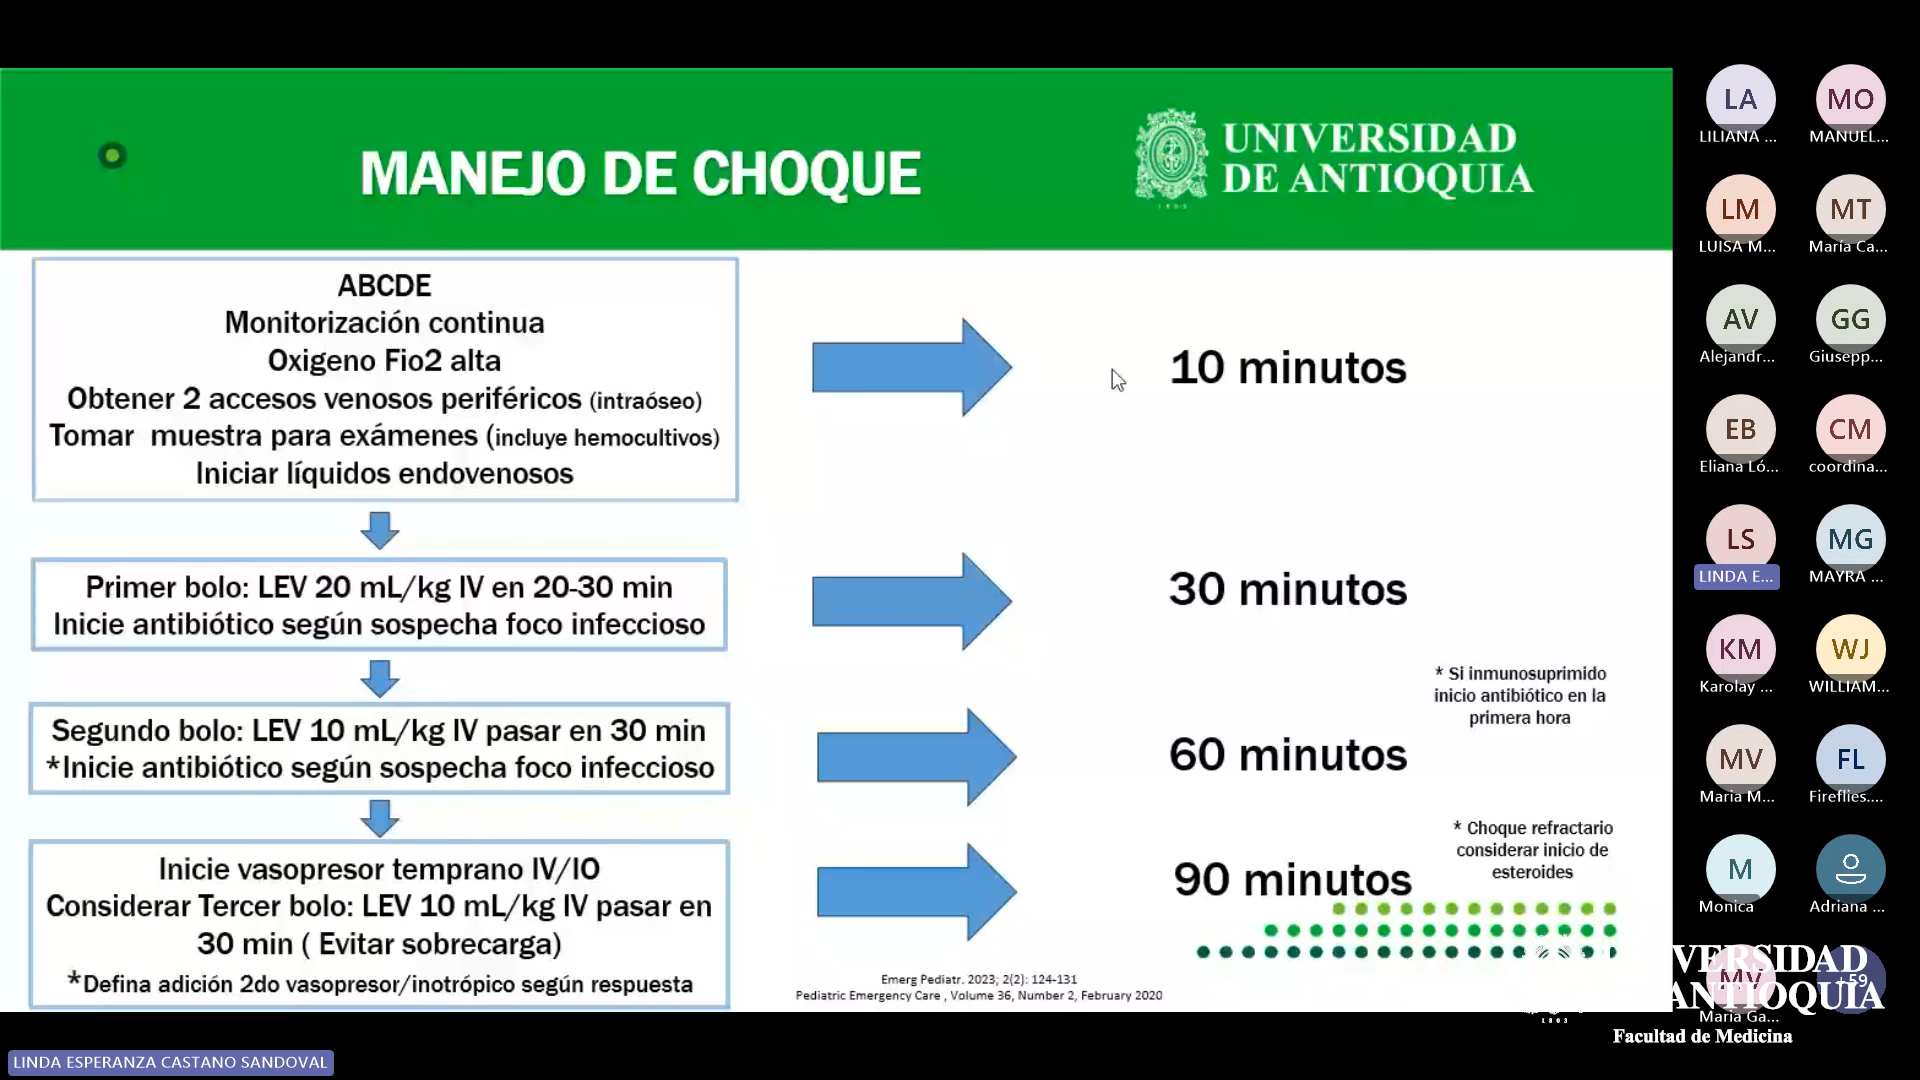 MANEJO DE CHOQUE
UNIVERSIDAD
DE ANTIOQUIA
1803
ABCDE
Monitorización continua
Oxigeno Fio2 alta
Obtener 2 accesos venosos periféricos (intraóseo)
Tomar muestra para exámenes (incluye hemocultivos)
Iniciar líquidos endovenosos
10 minutos
Primer bolo: LEV 20 mL/kg IV en 20-30 min
Inicie antibiótico según sospecha foco infeccioso
30 minutos
Segundo bolo: LEV 10 mL/kg IV pasar en 30 min
*Inicie antibiótico según sospecha foco infeccioso
60 minutos
* Si inmunosuprimido
inicio antibiótico en la
primera hora
Inicie vasopresor temprano IV/IO
Considerar Tercer bolo: LEV 10 mL/kg IV pasar en
30 min ( Evitar sobrecarga)
*Defina adición 2do vasopresor/inotrópico según respuesta
90 minutos
* Choque refractario
considerar inicio de
esteroides
Emerg Pediatr. 2023; 2(2): 124-131
Pediatric Emergency Care , Volume 36, Number 2, February 2020
LA
LILIANA ...
MO
MANUEL...
LM
LUISA M...
MT
María Ca...
AV
Alejandr...
GG
Giusepp...
EB
Eliana Ló...
CM
coordina...
LS
LINDA E...
MG
MAYRA ...
KM
Karolay ...
WJ
WILLIAM...
MV
Maria M...
FL
Fireflies....
M
Monica
Adriana ...
MV
Maria Ga...
+59
VERSIDAD
ANTIOQUIA
1803
Facultad de Medicina
LINDA ESPERANZA CASTANO SANDOVAL